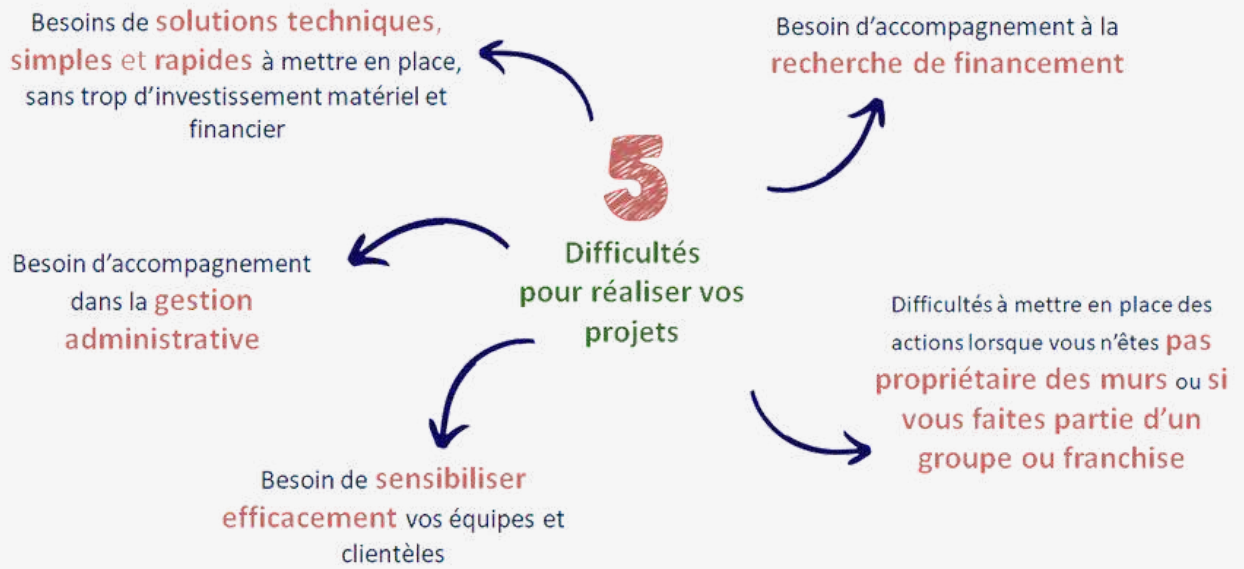 Besoins de solutions techniques,
simples et rapides à mettre en place,
sans trop d'investissement matériel et
financier
Besoin d'accompagnement à la
recherche de financement
5
Difficultés
pour réaliser vos
projets
Besoin d'accompagnement
dans la gestion
administrative
Difficultés à mettre en place des
actions lorsque vous n'êtes pas
propriétaire des murs ou si
vous faites partie d'un
groupe ou franchise
Besoin de sensibiliser
efficacement vos équipes et
clientèles